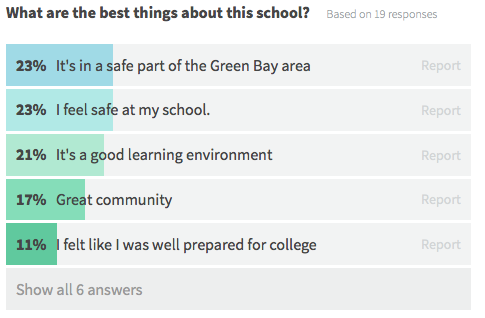 What are the best things about this school? Based on 19 responses
23% It's in a safe part of the Green Bay area Report
23% I feel safe at my school. Report
21% It's a good learning environment Report
17% Great community Report
11% I felt like I was well prepared for college Report
Show all 6 answers